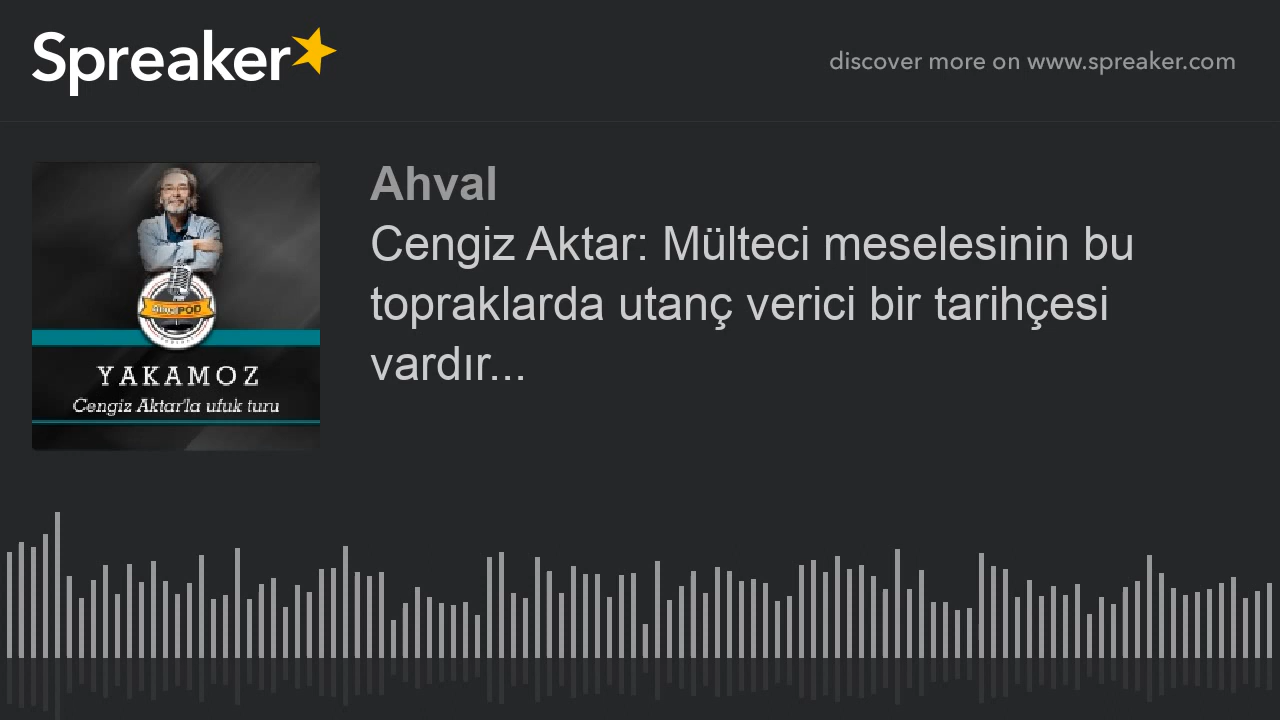 Spreaker
discover more on www.spreaker.com
Ahval
Cengiz Aktar: Mülteci meselesinin bu
topraklarda utanç verici bir tarihçesi
vardır...
YAKAMOZ
Cengiz Aktar'la ufuk turu